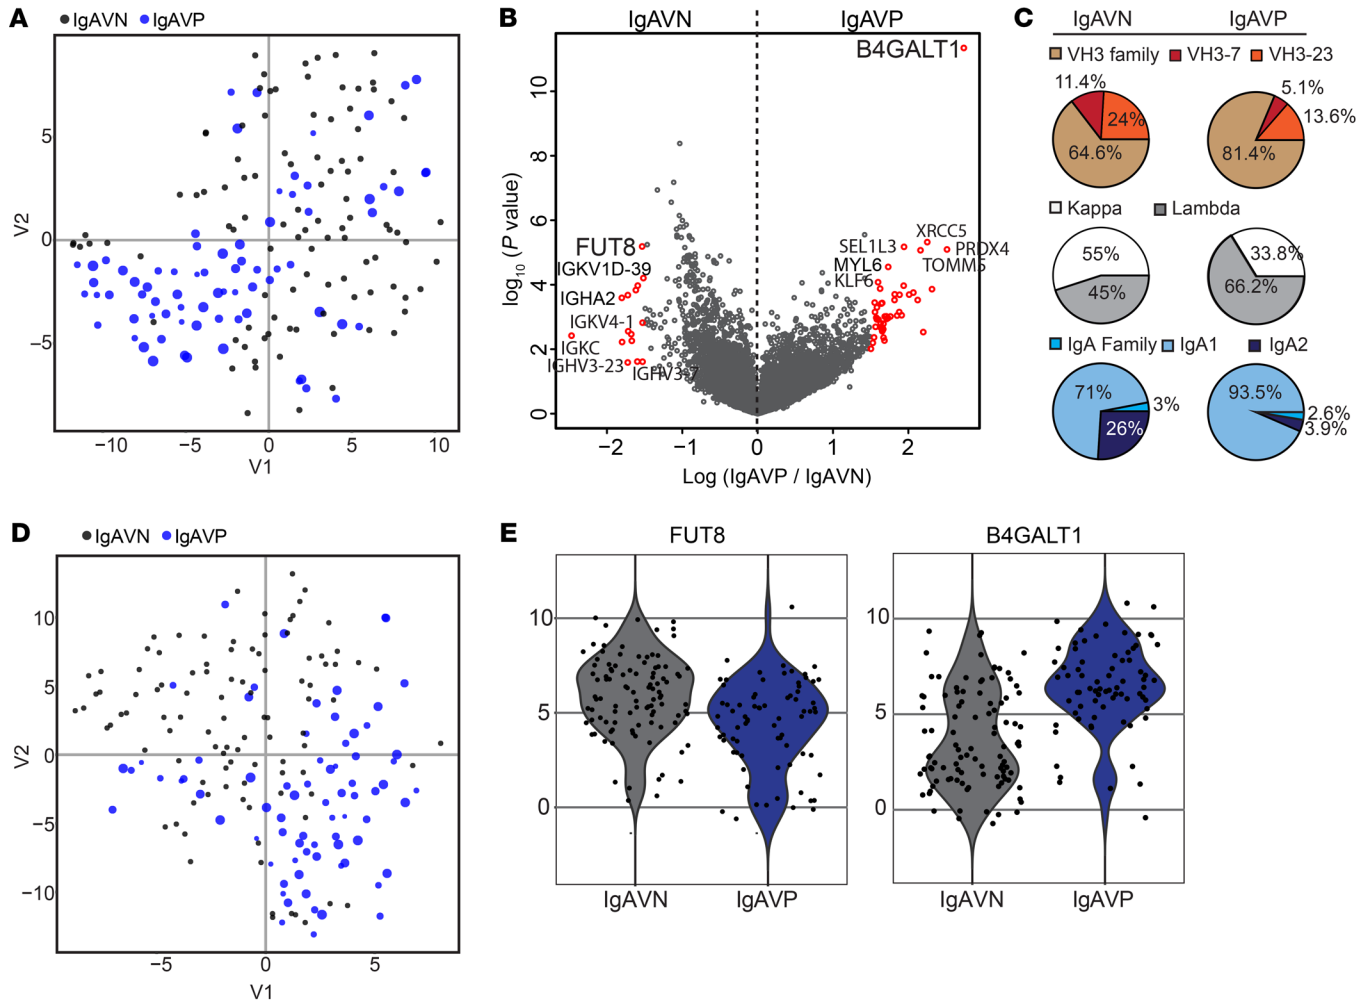 A
IgAVN IgAVP
5
0
−5
V2
−10 −5 0 5 10
V1
B
IgAVN IgAVP
B4GALT1
10
8
6
4
2
0
log10 (P value)
FUT8
IGKV1D-39
IGHA2
IGKV4-1
IGKC
IGHV3-23
IGHV3-7
XRCC5
SEL1L3
PRDX4
MYL6
TOMM5
KLF6
−2 −1 0 1 2
Log (IgAVP / IgAVN)
C
IgAVN IgAVP
VH3 family VH3-7 VH3-23
11.4%
24%
64.6%
5.1%
13.6%
81.4%
Kappa Lambda
55%
45%
33.8%
66.2%
IgA Family IgA1 IgA2
71%
3%
26%
93.5%
2.6%
3.9%
D
IgAVN IgAVP
10
5
0
−5
−10
V2
−5 0 5
V1
E
FUT8
10
5
0
IgAVN IgAVP
B4GALT1
10
5
0
IgAVN IgAVP